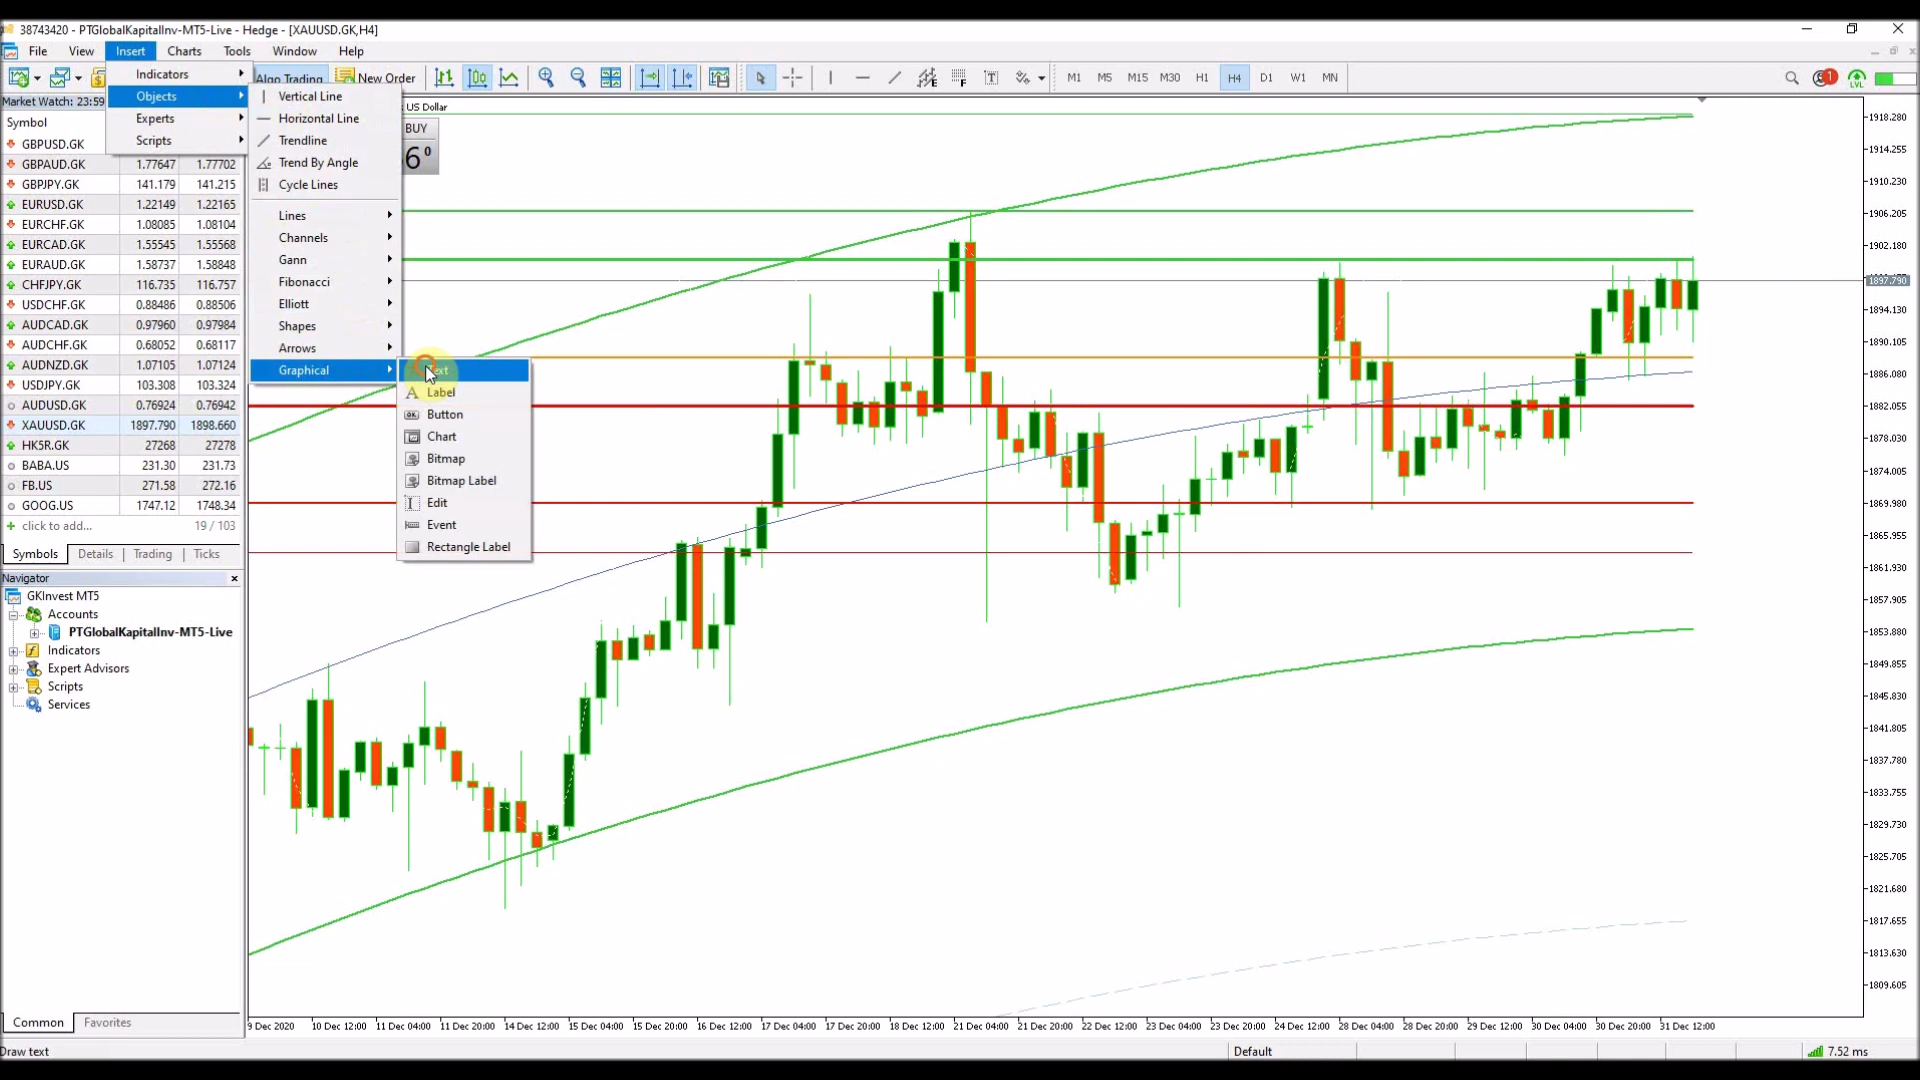 38743420 - PTGlobalKapitalInv-MT5-Live - Hedge - [XAUUSD.GK,H4]
File View Insert Charts Tools Window Help
Algo Trading New Order M1 M5 M15 M30 H1 H4 D1 W1 MN 1 LVL
Market Watch: 23:59
Symbol
GBPUSD.GK
GBPAUD.GK 1.77647 1.77702
GBPJPY.GK 141.179 141.215
EURUSD.GK 1.22149 1.22165
EURCHF.GK 1.08085 1.08104
EURCAD.GK 1.55545 1.55568
EURAUD.GK 1.58737 1.58848
CHFJPY.GK 116.735 116.757
USDCHF.GK 0.88486 0.88506
AUDCAD.GK 0.97960 0.97984
AUDCHF.GK 0.68052 0.68117
AUDNZD.GK 1.07105 1.07124
USDJPY.GK 103.308 103.324
AUDUSD.GK 0.76924 0.76942
XAUUSD.GK 1897.790 1898.660
HK5R.GK 27268 27278
BABA.US 231.30 231.73
FB.US 271.58 272.16
GOOG.US 1747.12 1748.34
+ click to add... 19 / 103
Symbols Details Trading Ticks
Navigator
GKInvest MT5
Accounts
PTGlobalKapitalInv-MT5-Live
Indicators
Expert Advisors
Scripts
Services
Common Favorites
Indicators
Objects
Experts
Scripts
Vertical Line
Horizontal Line
Trendline
Trend By Angle
Cycle Lines
Lines
Channels
Gann
Fibonacci
Elliott
Shapes
Arrows
Graphical
Label
Button
Chart
Bitmap
Bitmap Label
Edit
Event
Rectangle Label
US Dollar
BUY
6 0
1918.280
1914.255
1910.230
1906.205
1902.180
1897.790
1894.130
1890.105
1886.080
1882.055
1878.030
1874.005
1869.980
1865.955
1861.930
1857.905
1853.880
1849.855
1845.830
1841.805
1837.780
1833.755
1829.730
1825.705
1821.680
1817.655
1813.630
1809.605
9 Dec 2020 10 Dec 12:00 11 Dec 04:00 11 Dec 20:00 14 Dec 12:00 15 Dec 04:00 15 Dec 20:00 16 Dec 12:00 17 Dec 04:00 17 Dec 20:00 18 Dec 12:00 21 Dec 04:00 21 Dec 20:00 22 Dec 12:00 23 Dec 04:00 23 Dec 20:00 24 Dec 12:00 28 Dec 04:00 28 Dec 20:00 29 Dec 12:00 30 Dec 04:00 30 Dec 20:00 31 Dec 12:00
Draw text Default 7.52 ms